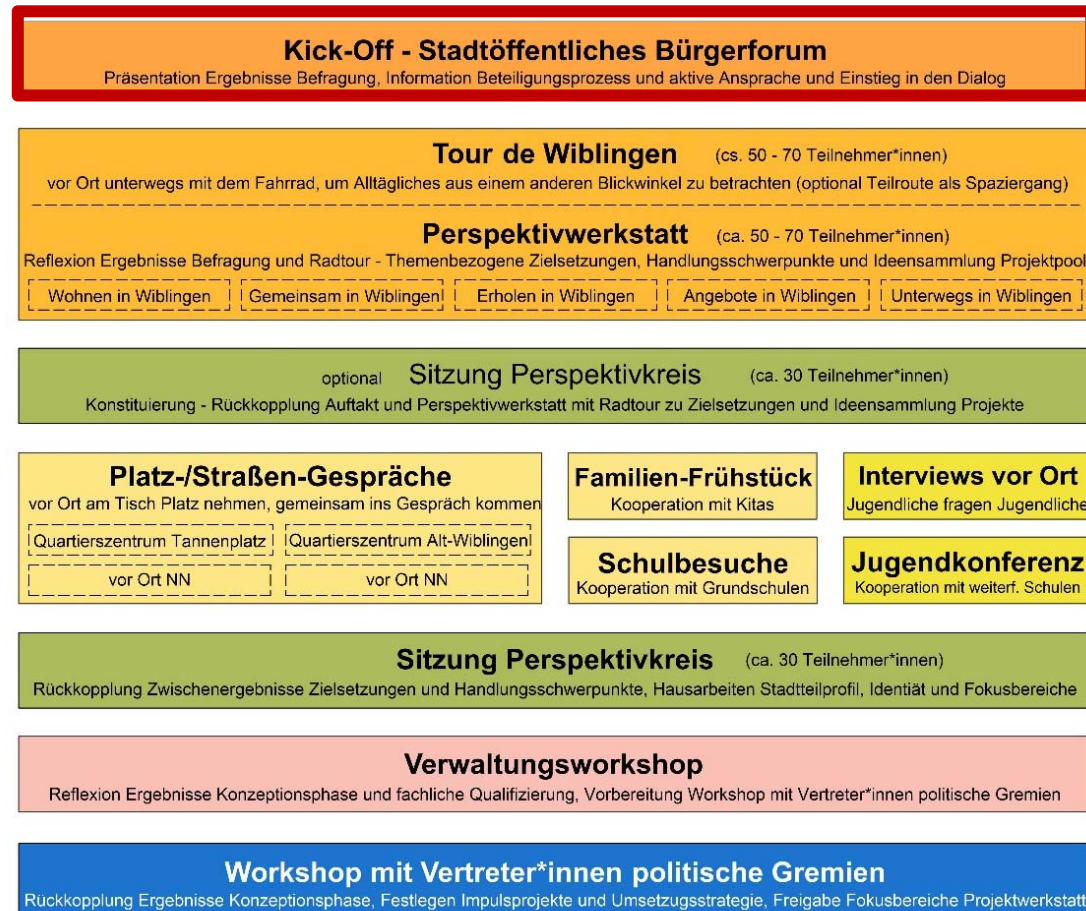 Kick-Off - Stadtöffentliches Bürgerforum
Präsentation Ergebnisse Befragung, Information Beteiligungsprozess und aktive Ansprache und Einstieg in den Dialog
Tour de Wiblingen (cs. 50 - 70 Teilnehmer*innen)
vor Ort unterwegs mit dem Fahrrad, um Alltägliches aus einem anderen Blickwinkel zu betrachten (optional Teilroute als Spaziergang)
Perspektivwerkstatt (ca. 50 - 70 Teilnehmer*innen)
Reflexion Ergebnisse Befragung und Radtour - Themenbezogene Zielsetzungen, Handlungsschwerpunkte und Ideensammlung Projektpool
Wohnen in Wiblingen Gemeinsam in Wiblingen Erholen in Wiblingen Angebote in Wiblingen Unterwegs in Wiblingen
optional Sitzung Perspektivkreis (ca. 30 Teilnehmer*innen)
Konstituierung - Rückkopplung Auftakt und Perspektivwerkstatt mit Radtour zu Zielsetzungen und Ideensammlung Projekte
Platz-/Straßen-Gespräche
vor Ort am Tisch Platz nehmen, gemeinsam ins Gespräch kommen
Quartierszentrum Tannenplatz Quartierszentrum Alt-Wiblingen
vor Ort NN vor Ort NN
Familien-Frühstück
Kooperation mit Kitas
Interviews vor Ort
Jugendliche fragen Jugendliche
Schulbesuche
Kooperation mit Grundschulen
Jugendkonferenz
Kooperation mit weiterf. Schulen
Sitzung Perspektivkreis (ca. 30 Teilnehmer*innen)
Rückkopplung Zwischenergebnisse Zielsetzungen und Handlungsschwerpunkte, Hausarbeiten Stadtteilprofil, Identiät und Fokusbereiche
Verwaltungsworkshop
Reflexion Ergebnisse Konzeptionsphase und fachliche Qualifizierung, Vorbereitung Workshop mit Vertreter*innen politische Gremien
Workshop mit Vertreter*innen politische Gremien
Rückkopplung Ergebnisse Konzeptionsphase, Festlegen Impulsprojekte und Umsetzugsstrategie, Freigabe Fokusbereiche Projektwerkstatt